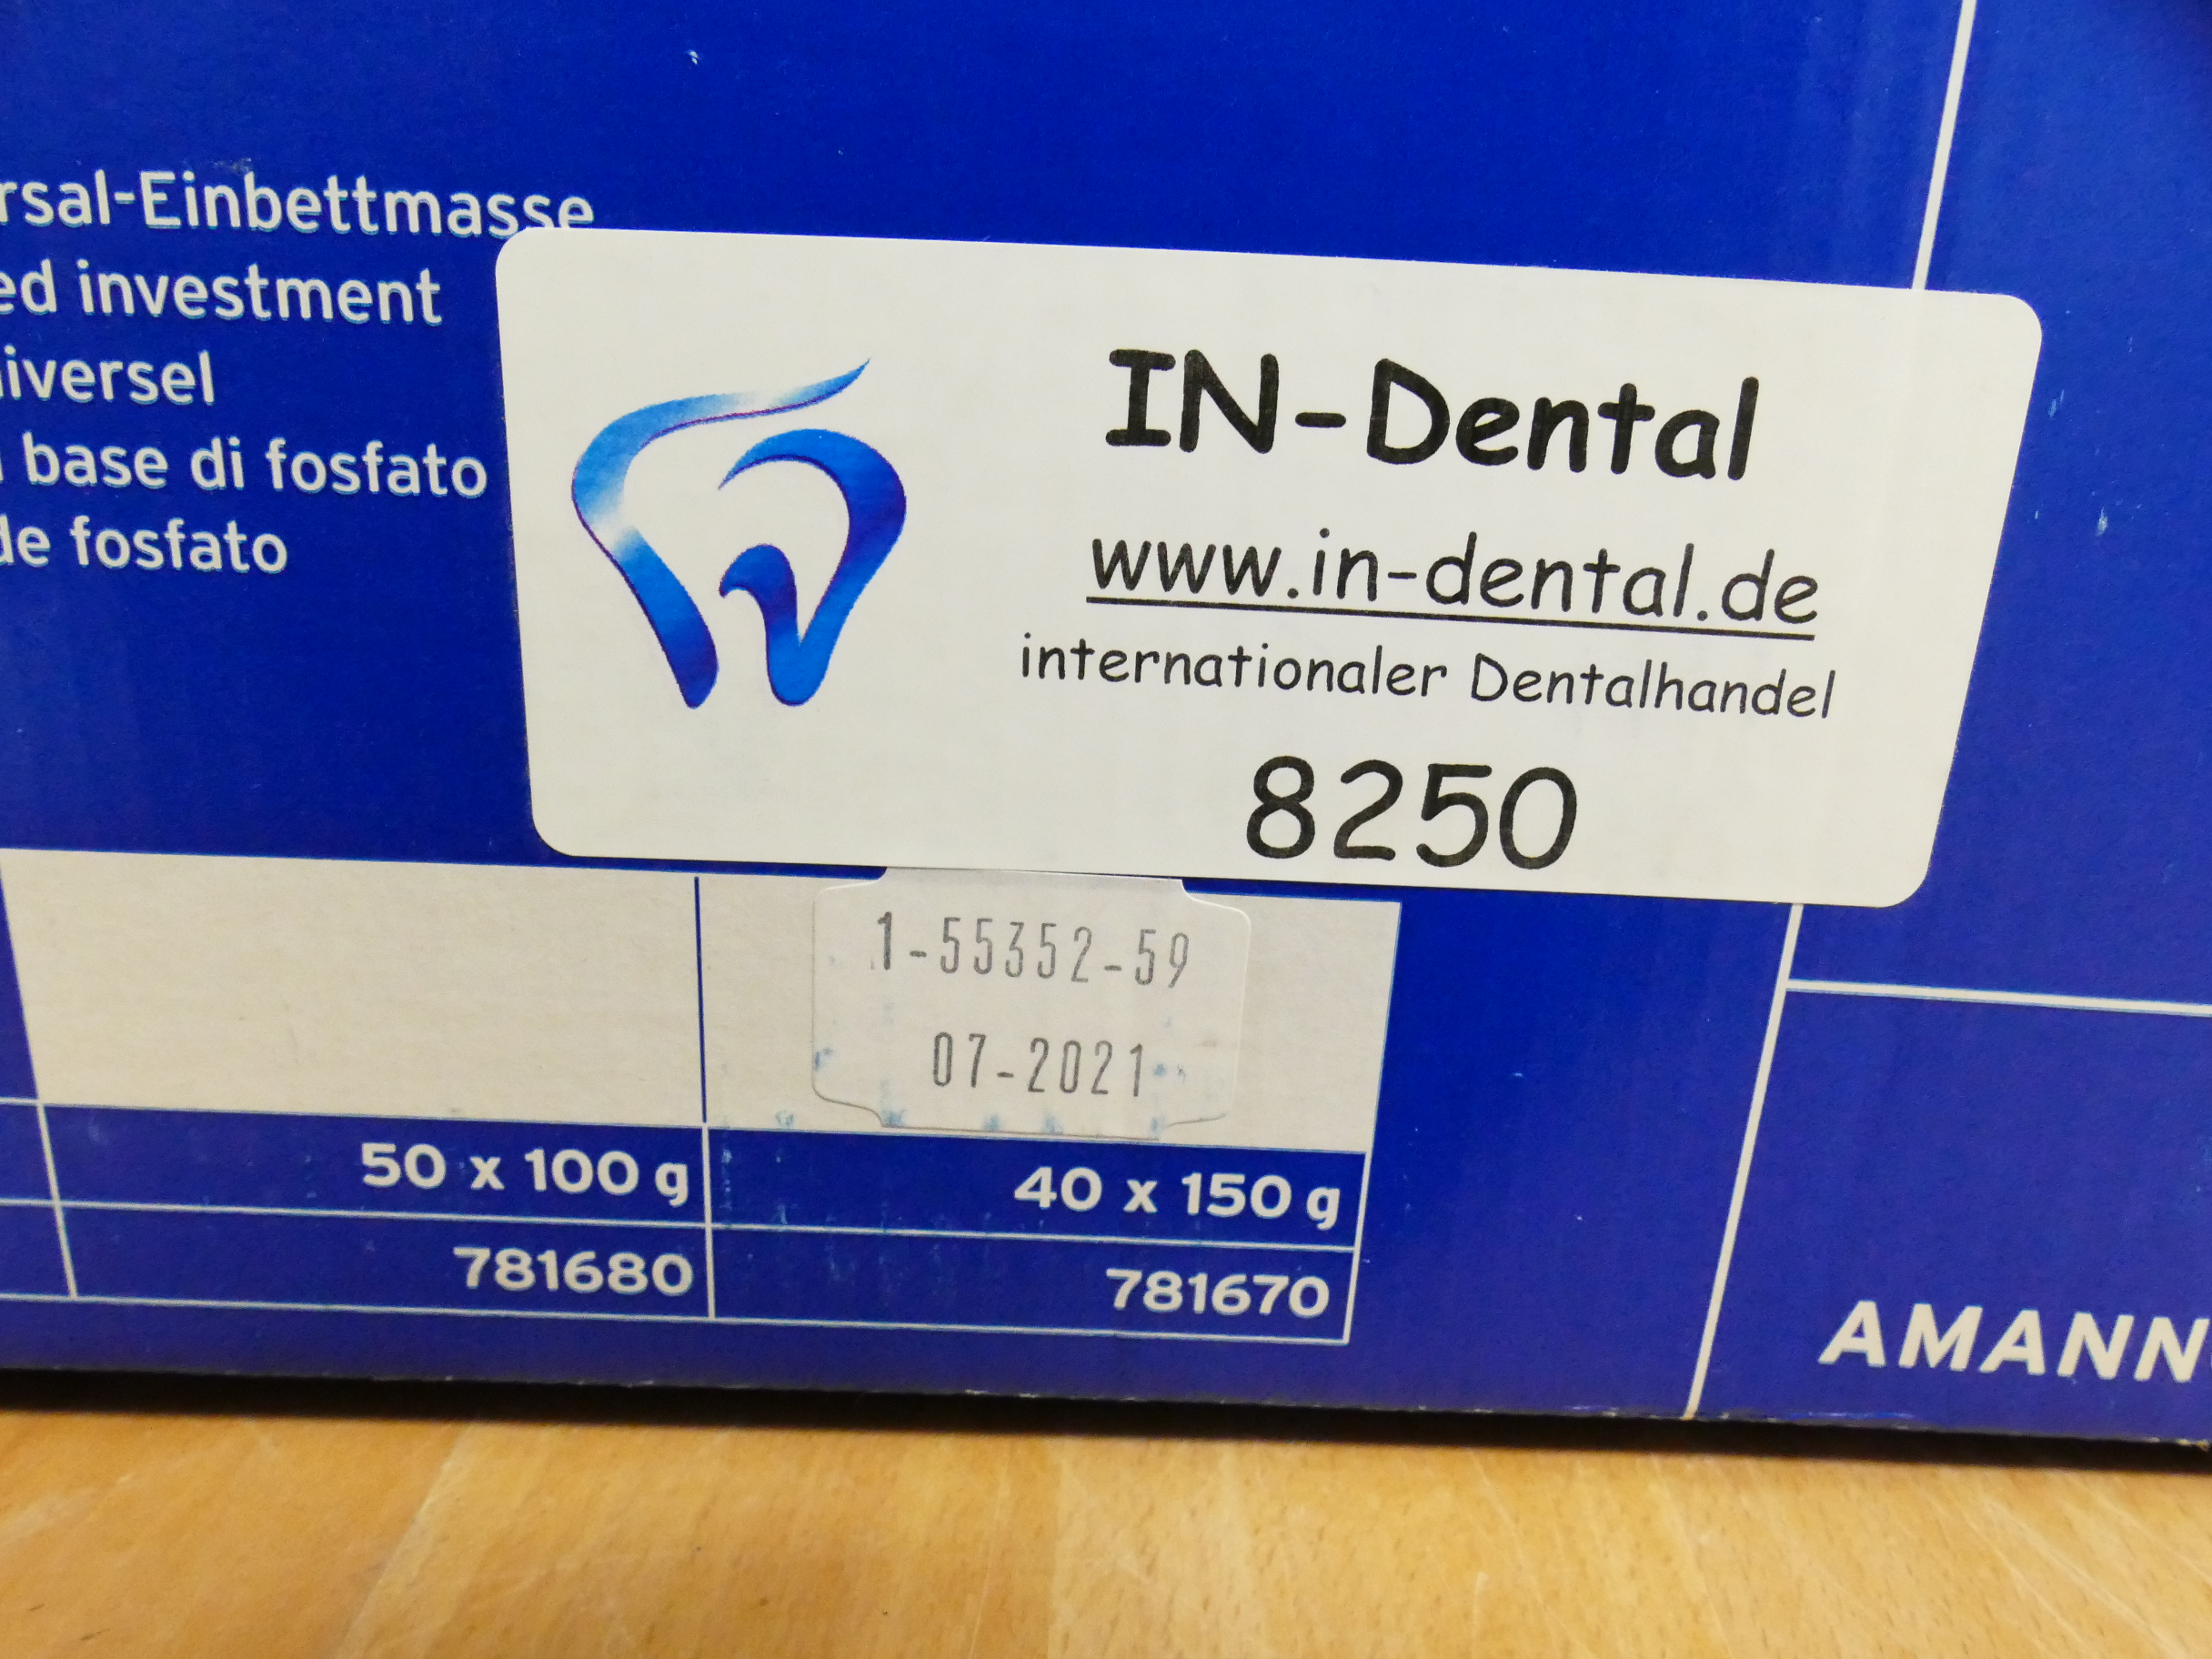 rsal-Einbettmasse
ed investment
iversel
base di fosfato
de fosfato
IN-Dental
www.in-dental.de
internationaler Dentalhandel
8250
1-55352-59
07-2021
50 x 100 g
40 x 150 g
781680
781670
AMANN